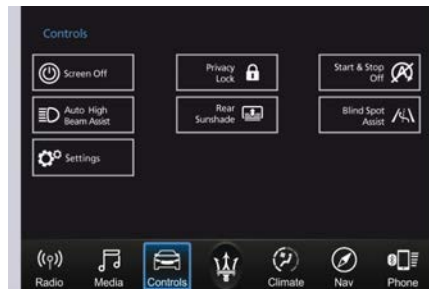 Controls
Screen Off
Privacy
Lock
Start & Stop
Off
Auto High
Beam Assist
Rear
Sunshade
Blind Spot
Assist
Settings
Radio Media Controls Climate Nav Phone